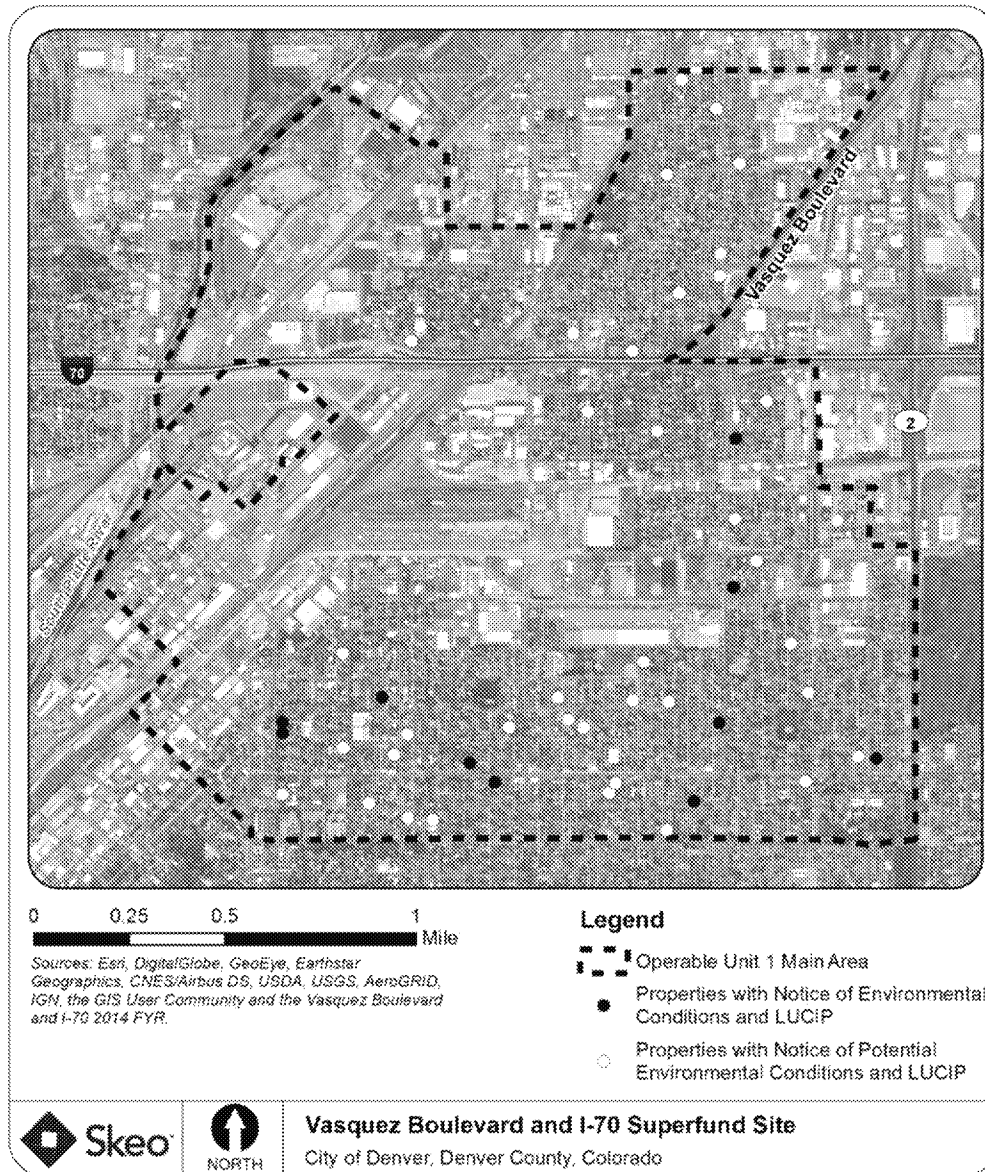 Vasquez Boulevard
70
2
South Platte River
0 0.25 0.5 1
Mile
Sources: Esri, DigitalGlobe, GeoEye, Earthstar
Geographics, CNES/Airbus DS, USDA, USGS, AeroGRID,
IGN, the GIS User Community and the Vasquez Boulevard
and I-70 2014 FYR.
Legend
Operable Unit 1 Main Area
Properties with Notice of Environmental
Conditions and LUCIP
Properties with Notice of Potential
Environmental Conditions and LUCIP
Skeo
NORTH
Vasquez Boulevard and I-70 Superfund Site
City of Denver, Denver County, Colorado